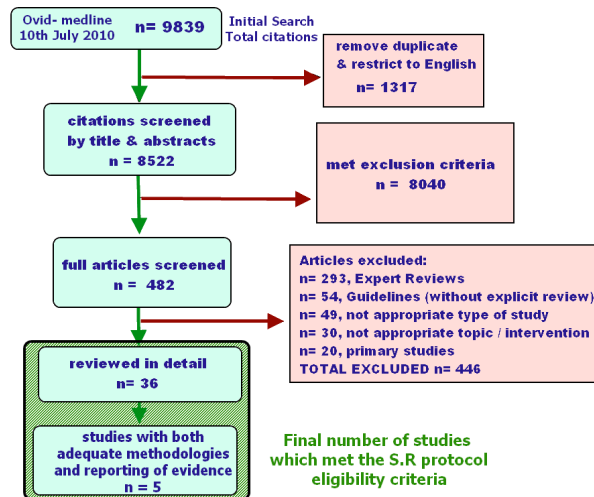 Ovid- medline
10th July 2010
n= 9839
Initial Search
Total citations
remove duplicate
& restrict to English
n= 1317
citations screened
by title & abstracts
n = 8522
met exclusion criteria
n = 8040
full articles screened
n = 482
Articles excluded:
n= 293, Expert Reviews
n= 54, Guidelines (without explicit review)
n= 49, not appropriate type of study
n= 30, not appropriate topic / intervention
n= 20, primary studies
TOTAL EXCLUDED n= 446
reviewed in detail
n= 36
studies with both
adequate methodologies
and reporting of evidence
n = 5
Final number of studies
which met the S.R protocol
eligibility criteria